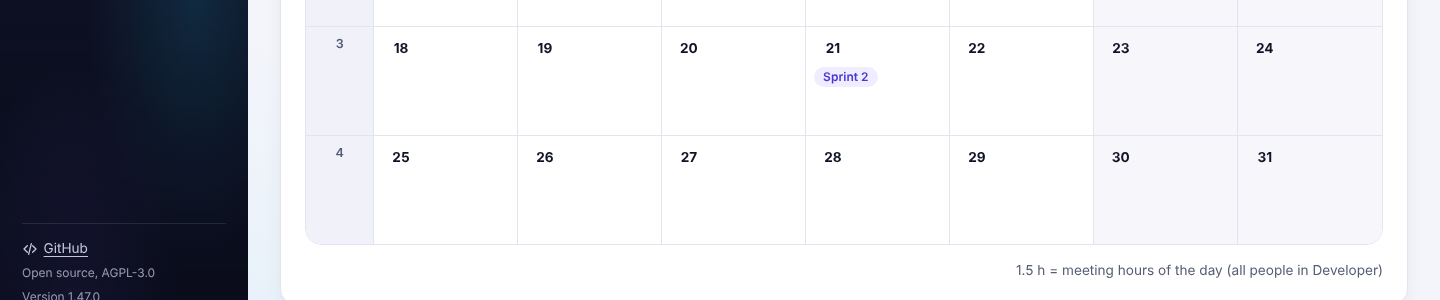 3 18 19 20 21 22 23 24
Sprint 2
4 25 26 27 28 29 30 31
1.5 h = meeting hours of the day (all people in Developer)
GitHub
Open source, AGPL-3.0
Version 1.47.0